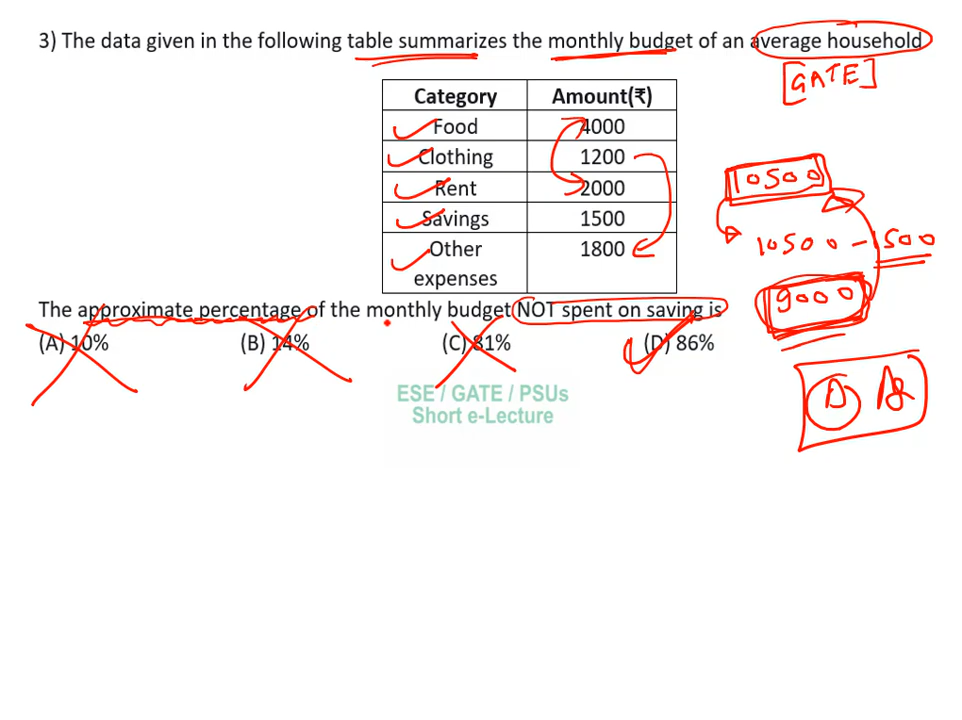 3) The data given in the following table summarizes the monthly budget of an average household
[GATE]
Category Amount(₹)
Food 4000
Clothing 1200
Rent 2000
Savings 1500
Other 1800
expenses
10500
10500 - 1500
9000
The approximate percentage of the monthly budget NOT spent on saving is
(A) 10% (B) 14% (C) 81% (D) 86%
ESE / GATE / PSUs
Short e-Lecture
D